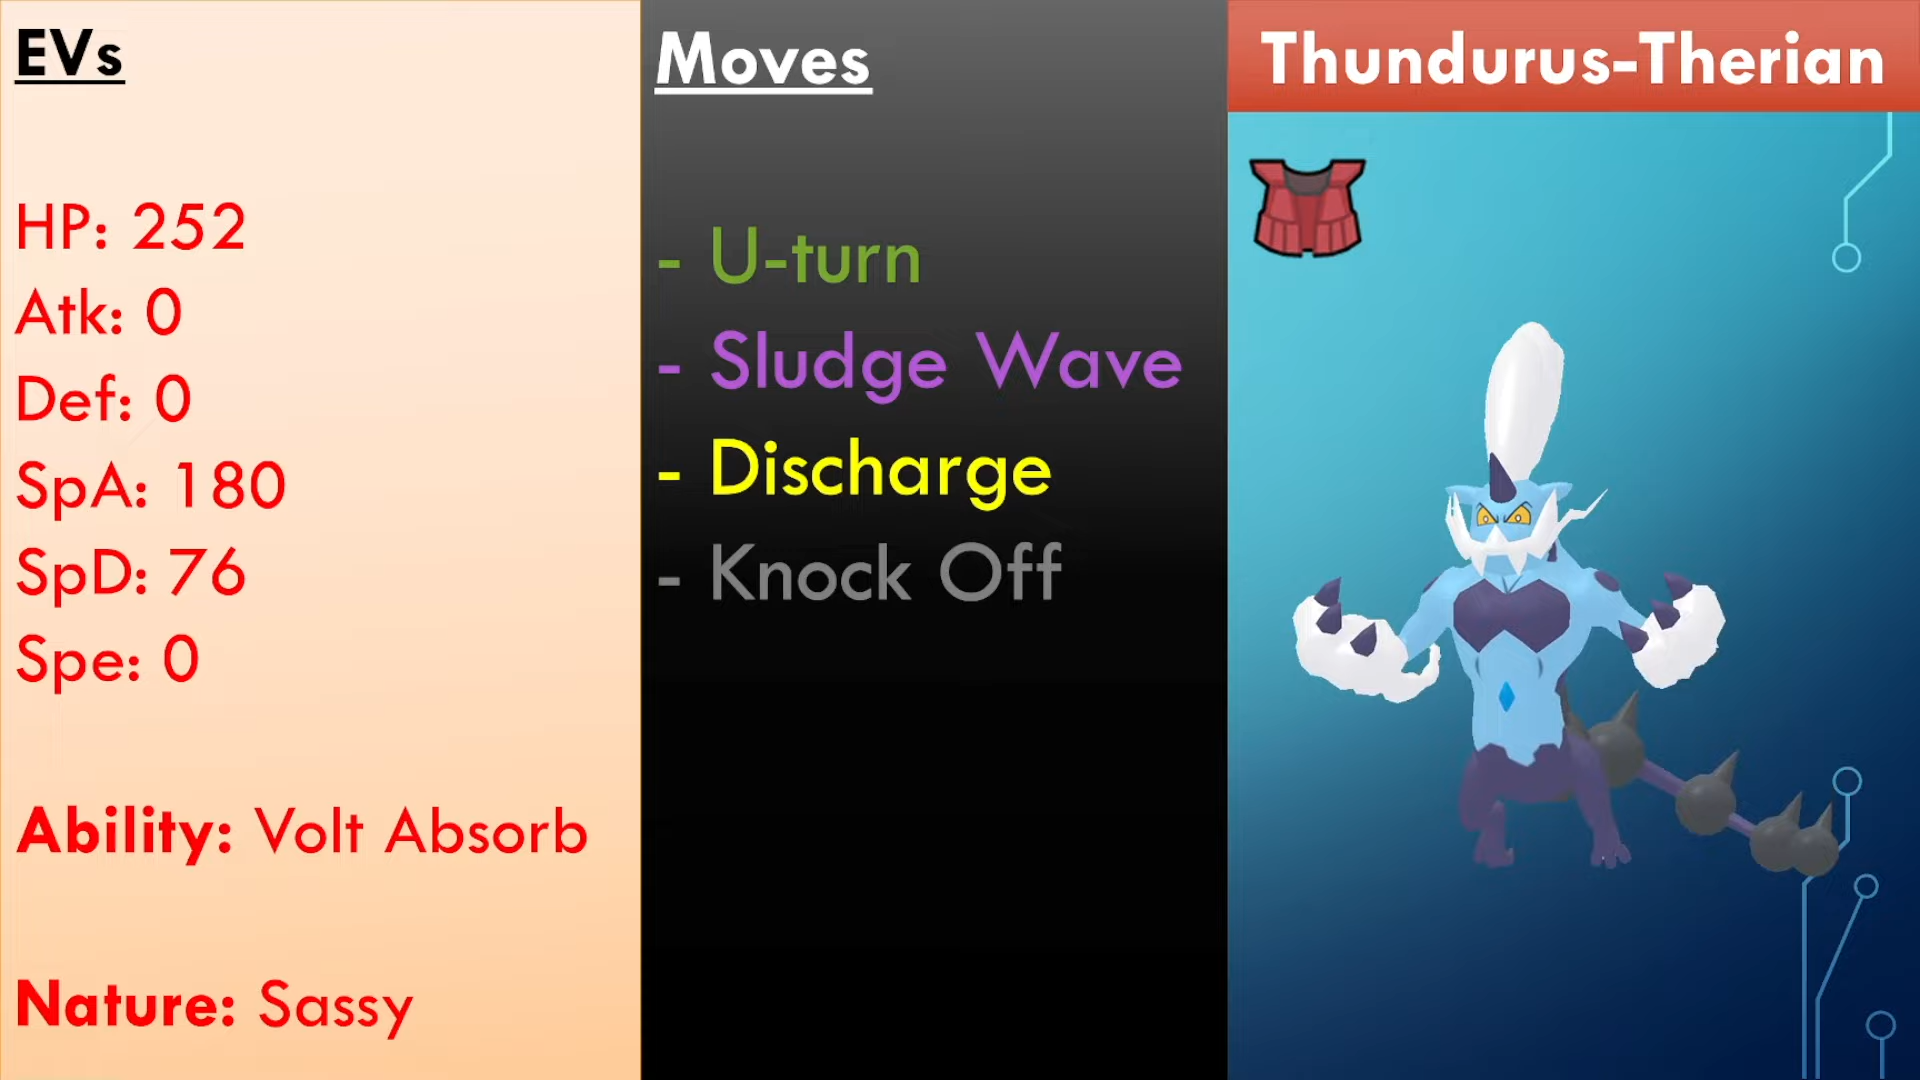 EVs
HP: 252
Atk: 0
Def: 0
SpA: 180
SpD: 76
Spe: 0
Ability: Volt Absorb
Nature: Sassy
Moves
- U-turn
- Sludge Wave
- Discharge
- Knock Off
Thundurus-Therian